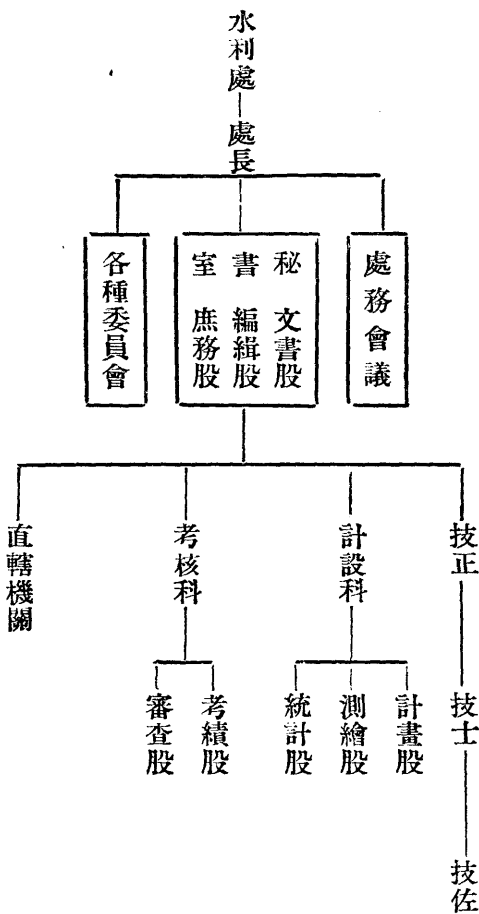 水利處
處長
處務會議
秘書室
文書股
編緝股
庶務股
各種委員會
技正
技士
技佐
計設科
計畫股
測繪股
統計股
考核科
考績股
審查股
直轄機關